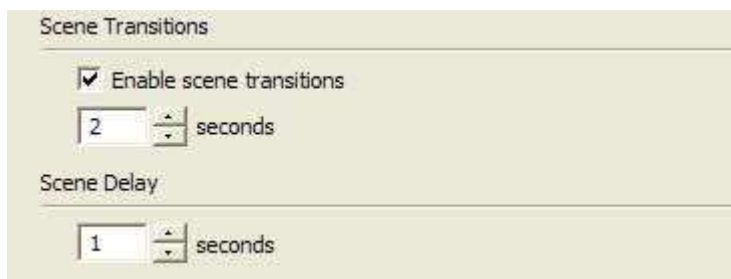 Scene Transitions
Enable scene transitions
2 seconds
Scene Delay
1 seconds